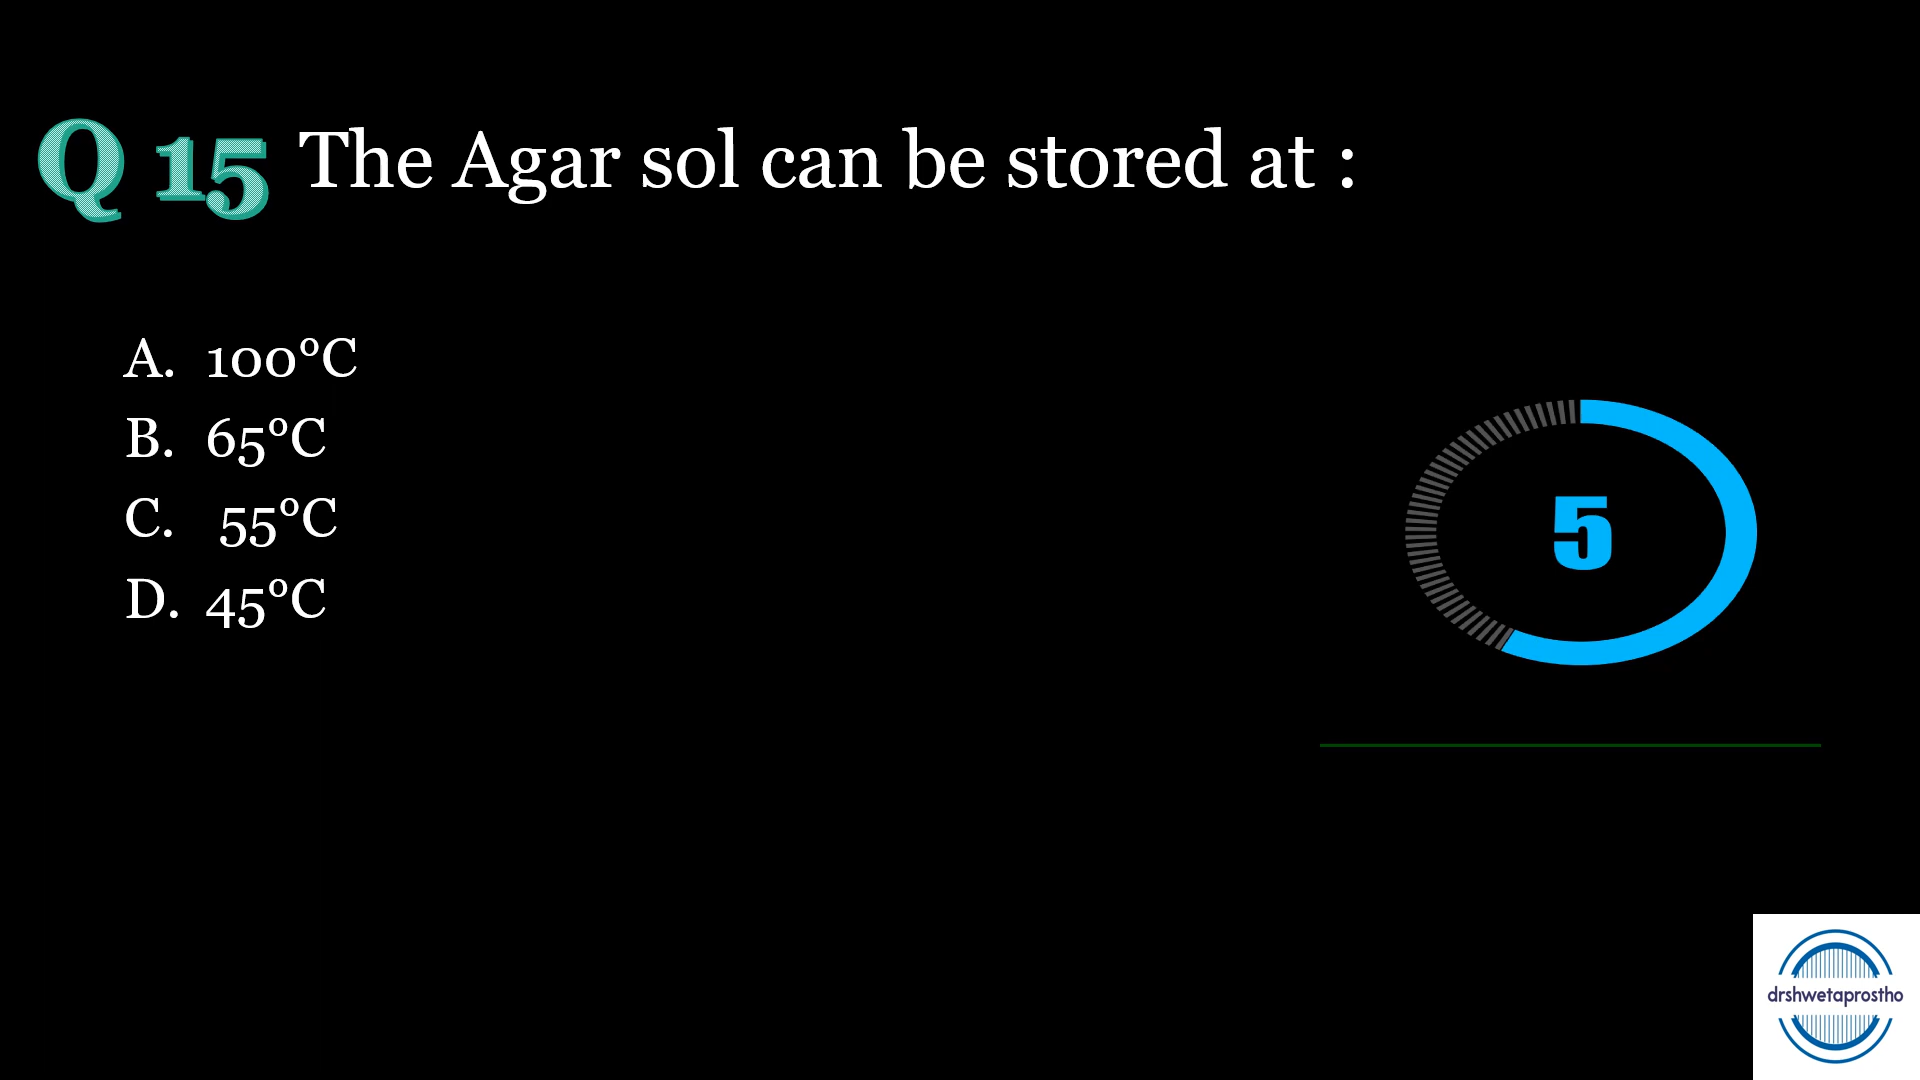 Q 15 The Agar sol can be stored at :
A. 100°C
B. 65°C
C. 55°C
D. 45°C
5
drshwetaprostho